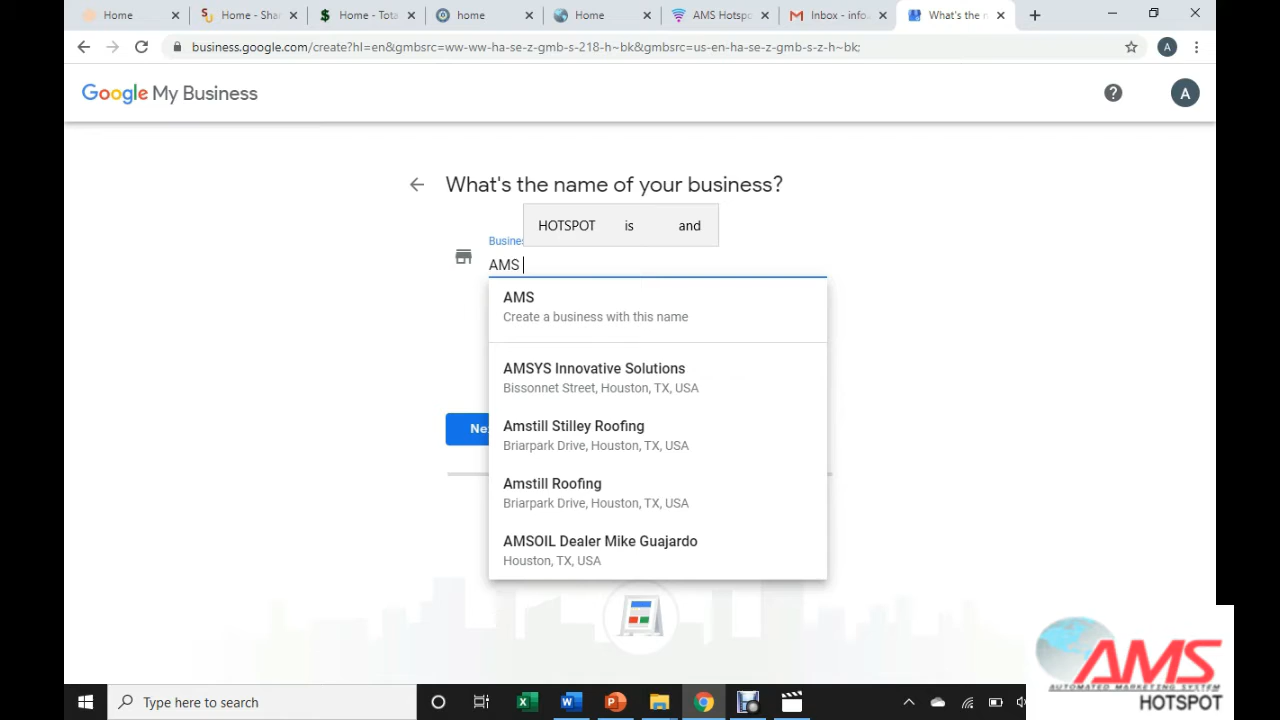 Home
Home - Shar
$ Home - Tota
home
Home
AMS Hotspo
Inbox - info.
What's the n
business.google.com/create?hl=en&gmbsrc=ww-ww-ha-se-z-gmb-s-218-h~bk&gmbsrc=us-en-ha-se-z-gmb-s-z-h~bk;
A
Google My Business
? A
What's the name of your business?
HOTSPOT is and
Busine
AMS
AMS
Create a business with this name
AMSYS Innovative Solutions
Bissonnet Street, Houston, TX, USA
Amstill Stilley Roofing
Briarpark Drive, Houston, TX, USA
Ne
Amstill Roofing
Briarpark Drive, Houston, TX, USA
AMSOIL Dealer Mike Guajardo
Houston, TX, USA
Type here to search
AMS
AUTOMATED MARKETING SYSTEM
HOTSPOT